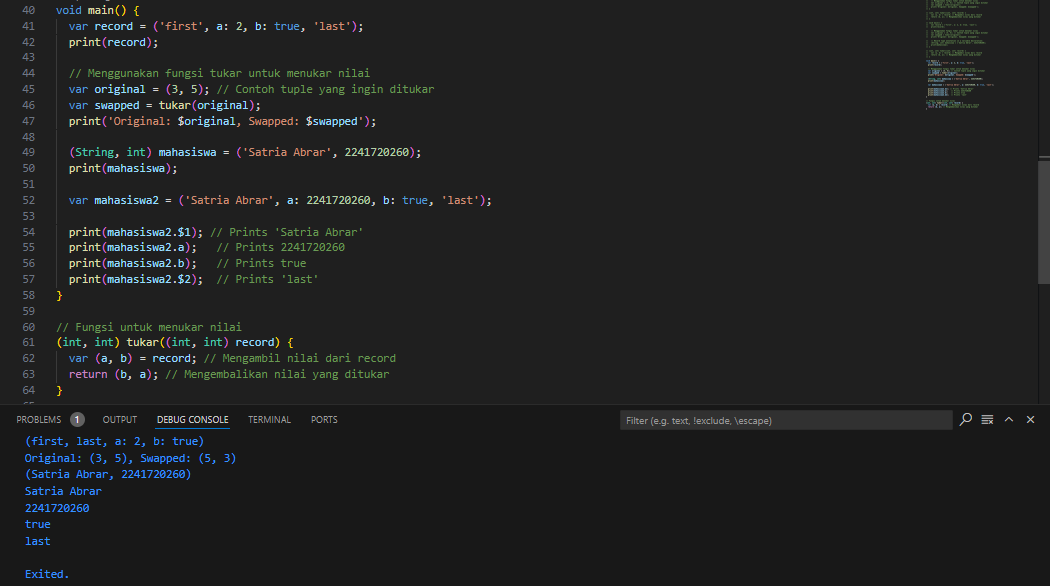 40 void main() {
41   var record = ('first', a: 2, b: true, 'last');
42   print(record);
43
44   // Menggunakan fungsi tukar untuk menukar nilai
45   var original = (3, 5); // Contoh tuple yang ingin ditukar
46   var swapped = tukar(original);
47   print('Original: $original, Swapped: $swapped');
48
49   (String, int) mahasiswa = ('Satria Abrar', 2241720260);
50   print(mahasiswa);
51
52   var mahasiswa2 = ('Satria Abrar', a: 2241720260, b: true, 'last');
53
54   print(mahasiswa2.$1); // Prints 'Satria Abrar'
55   print(mahasiswa2.a);   // Prints 2241720260
56   print(mahasiswa2.b);   // Prints true
57   print(mahasiswa2.$2);  // Prints 'last'
58 }
59
60 // Fungsi untuk menukar nilai
61 (int, int) tukar((int, int) record) {
62   var (a, b) = record; // Mengambil nilai dari record
63   return (b, a); // Mengembalikan nilai yang ditukar
64 }
PROBLEMS 1 OUTPUT DEBUG CONSOLE TERMINAL PORTS Filter (e.g. text, !exclude, \escape)
(first, last, a: 2, b: true)
Original: (3, 5), Swapped: (5, 3)
(Satria Abrar, 2241720260)
Satria Abrar
2241720260
true
last
Exited.